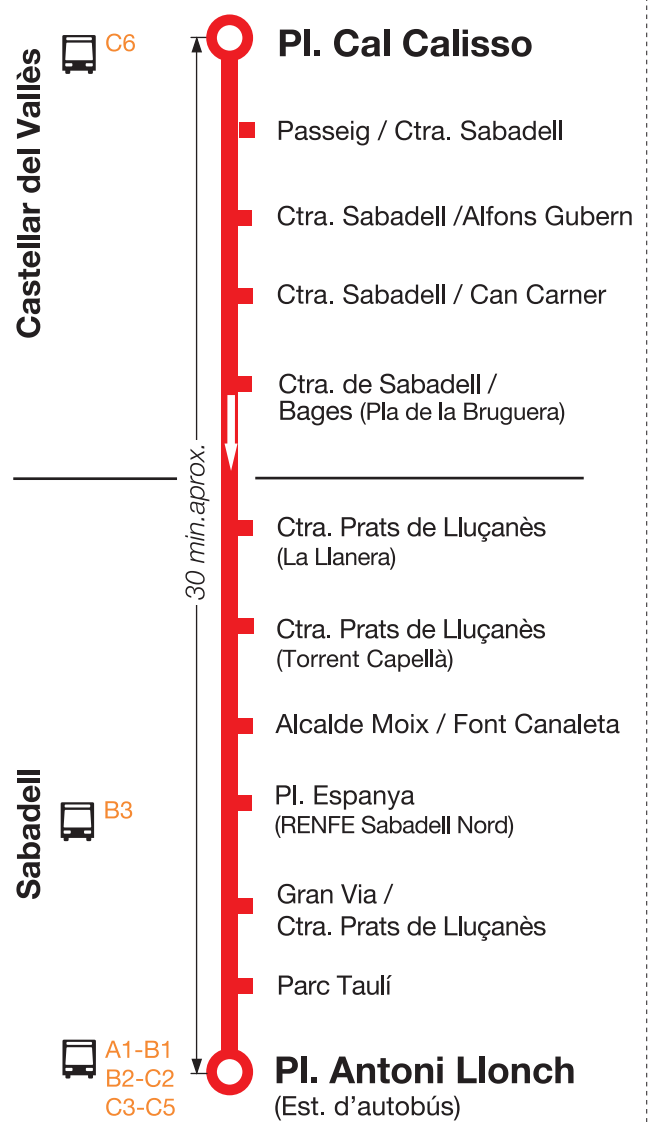 Castellar del Vallès
C6
Pl. Cal Calisso
Passeig / Ctra. Sabadell
Ctra. Sabadell /Alfons Gubern
Ctra. Sabadell / Can Carner
Ctra. de Sabadell /
Bages (Pla de la Bruguera)
30 min.aprox.
Sabadell
Ctra. Prats de Lluçanès
(La Llanera)
Ctra. Prats de Lluçanès
(Torrent Capellà)
Alcalde Moix / Font Canaleta
B3
Pl. Espanya
(RENFE Sabadell Nord)
Gran Via /
Ctra. Prats de Lluçanès
Parc Taulí
A1-B1
B2-C2
C3-C5
Pl. Antoni Llonch
(Est. d'autobús)